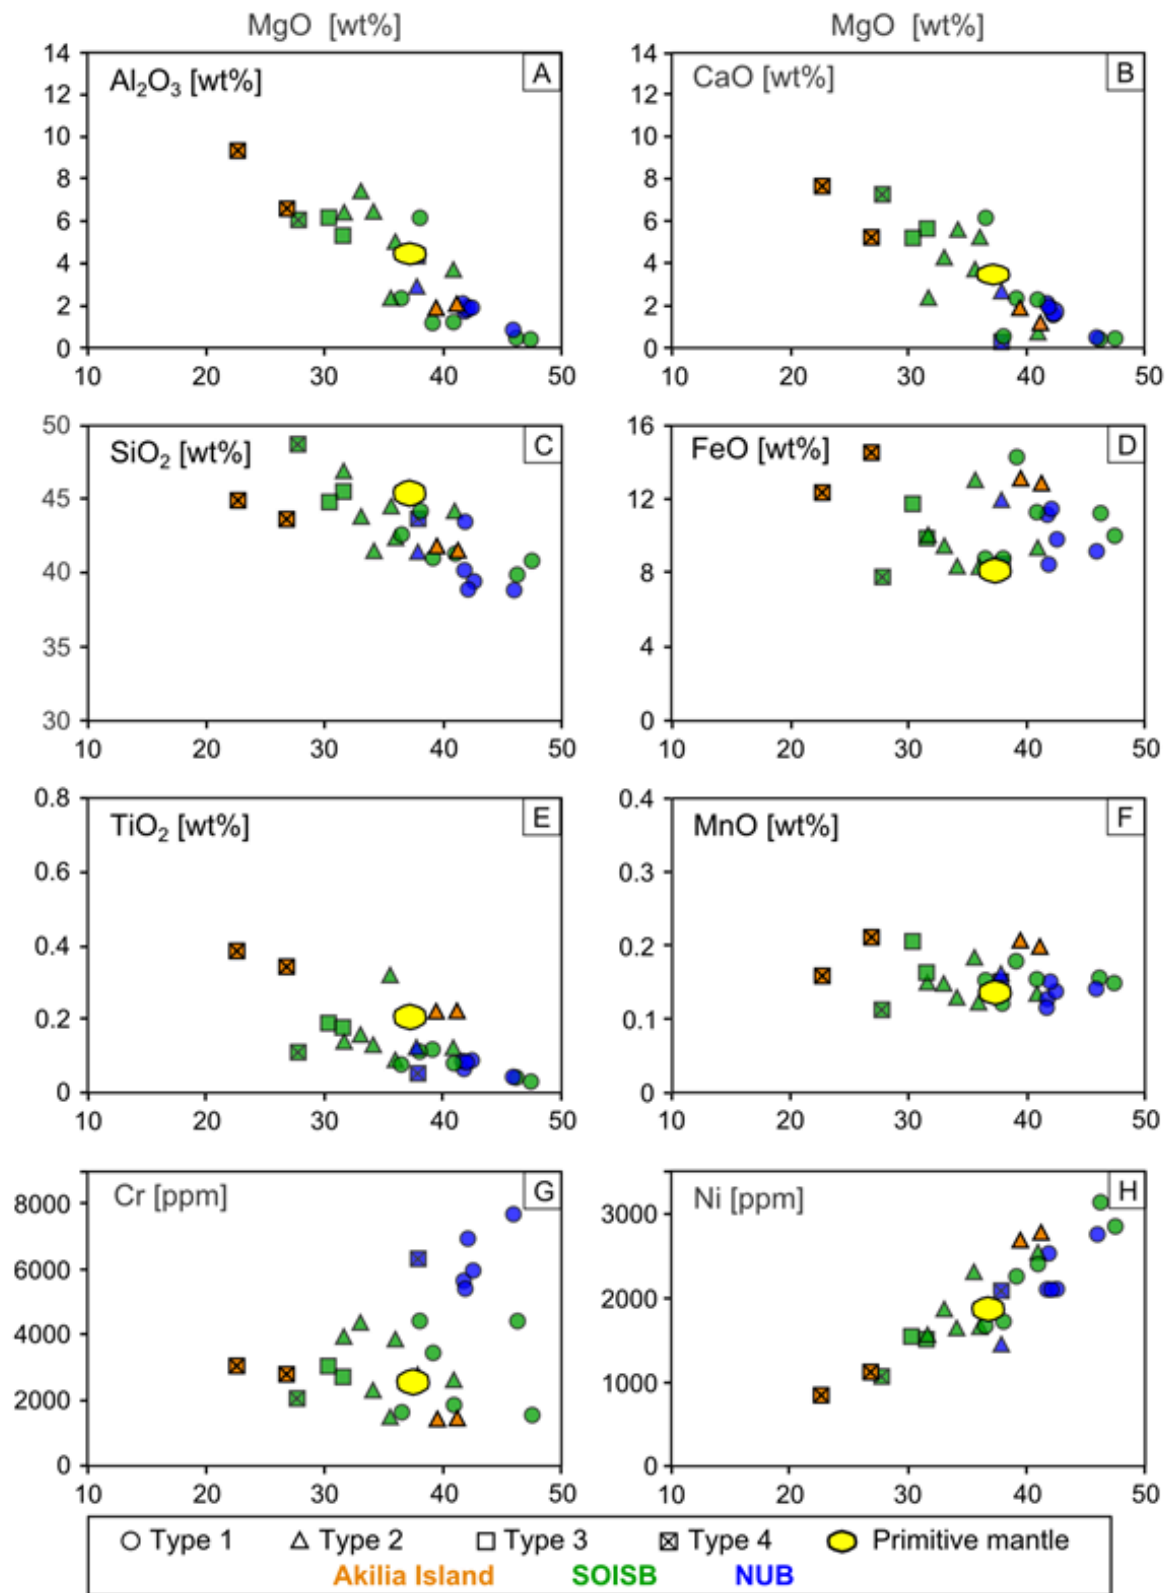 MgO [wt%] MgO [wt%]
14 14
Al₂O₃ [wt%] A CaO [wt%] B
12 12
10 10
8 8
6 6
4 4
2 2
0 0
10 20 30 40 50 10 20 30 40 50
50 16
SiO₂ [wt%] C FeO [wt%] D
45 12
40 8
35 4
30 0
10 20 30 40 50 10 20 30 40 50
0.8 0.4
TiO₂ [wt%] E MnO [wt%] F
0.6 0.3
0.4 0.2
0.2 0.1
0 0
10 20 30 40 50 10 20 30 40 50
Cr [ppm] G Ni [ppm] H
8000 3000
6000 2000
4000 1000
2000 0
0
10 20 30 40 50 10 20 30 40 50
Type 1 Type 2 Type 3 Type 4 Primitive mantle
Akilia Island SOISB NUB